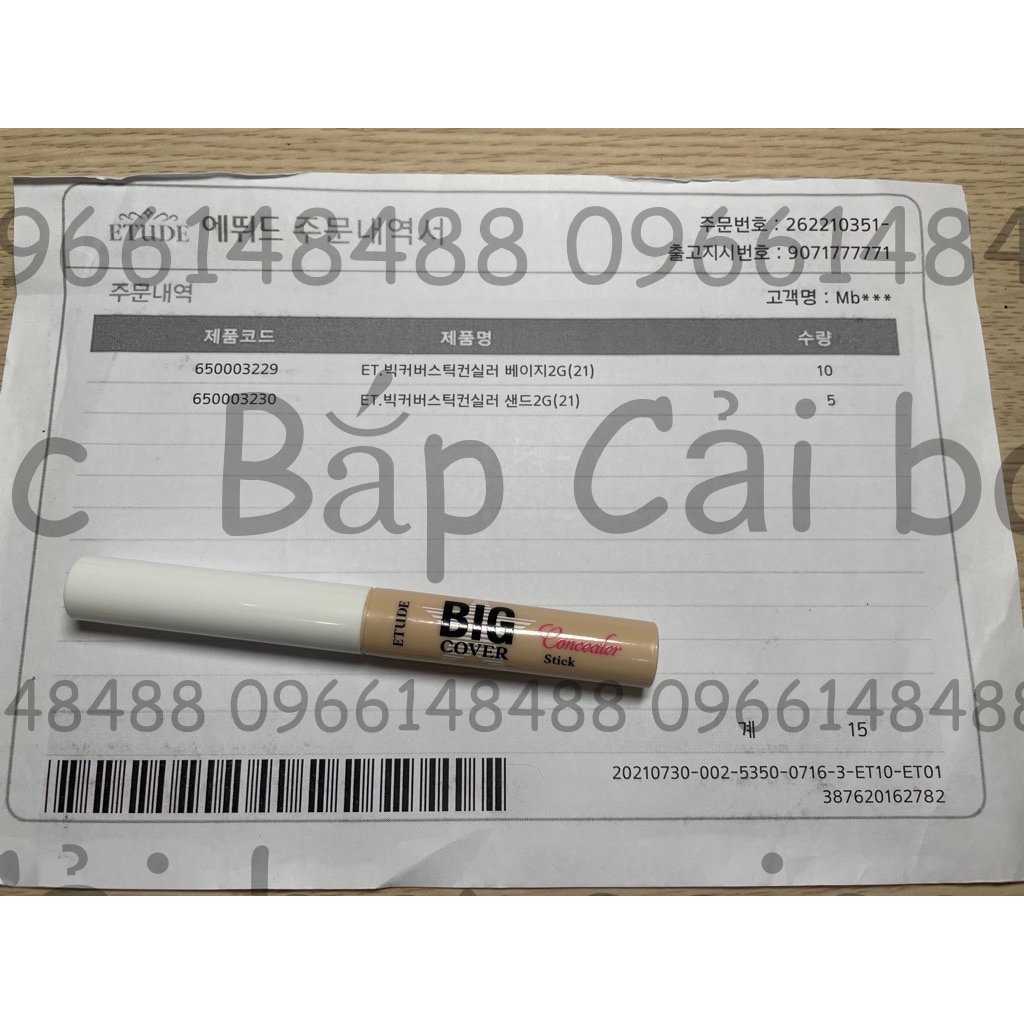 ETUDE 에뛰드 주문내역서
주문번호 : 262210351-
출고지시번호 : 9071777771
0966148488 0966148488
주문내역
고객명 : Mb***
제품코드 제품명 수량
650003229 ET.빅커버스틱컨실러 베이지2G(21) 10
650003230 ET.빅커버스틱컨실러 샌드2G(21) 5
Bắp Cải
ETUDE BIG COVER Concealer Stick
48488 0966148488 0966148488
계 15
20210730-002-5350-0716-3-ET10-ET01
387620162782